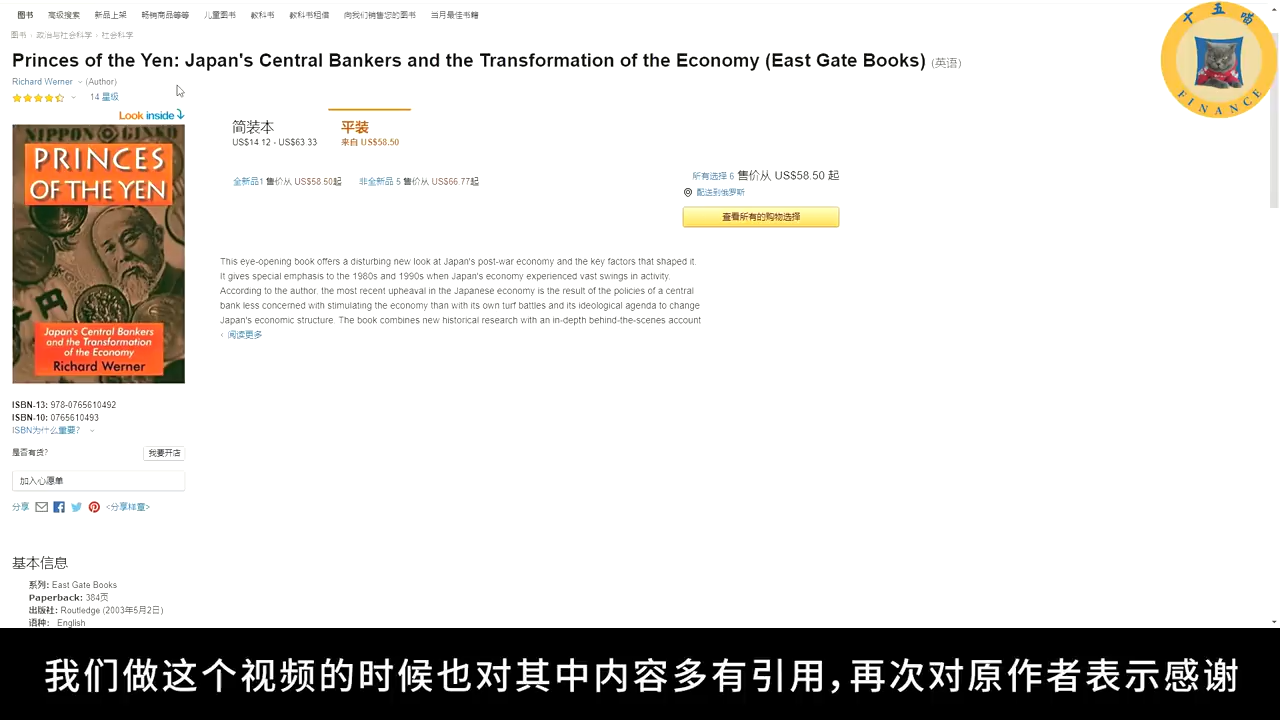 图书 高级搜索 新品上架 畅销商品等等 儿童图书 教科书 教科书租借 向我们销售您的图书 当月最佳书籍
图书 › 政治与社会科学 › 社会科学
Princes of the Yen: Japan's Central Bankers and the Transformation of the Economy (East Gate Books) (英语)
Richard Werner (Author)
14 星级
Look inside
NIPPON GINKO
PRINCES
OF THE YEN
Japan's Central Bankers
and the Transformation
of the Economy
Richard Werner
简装本
US$14 12 - US$63 33
平装
来自 US$58.50
全新品1 售价从 US$58.50起 非全新品 5 售价从 US$66.77起
所有选择 6 售价从 US$58.50 起
配送到俄罗斯
查看所有的购物选择
This eye-opening book offers a disturbing new look at Japan's post-war economy and the key factors that shaped it.
It gives special emphasis to the 1980s and 1990s when Japan's economy experienced vast swings in activity.
According to the author, the most recent upheaval in the Japanese economy is the result of the policies of a central
bank less concerned with stimulating the economy than with its own turf battles and its ideological agenda to change
Japan's economic structure. The book combines new historical research with an in-depth behind-the-scenes account
‹ 阅读更多
ISBN-13: 978-0765610492
ISBN-10: 0765610493
ISBN为什么重要?
是否有货? 我要开店
加入心愿单
分享 <分享样章>
基本信息
系列: East Gate Books
Paperback: 384页
出版社: Routledge (2003年5月2日)
语种: English
十五喵
FINANCE
我们做这个视频的时候也对其中内容多有引用，再次对原作者表示感谢